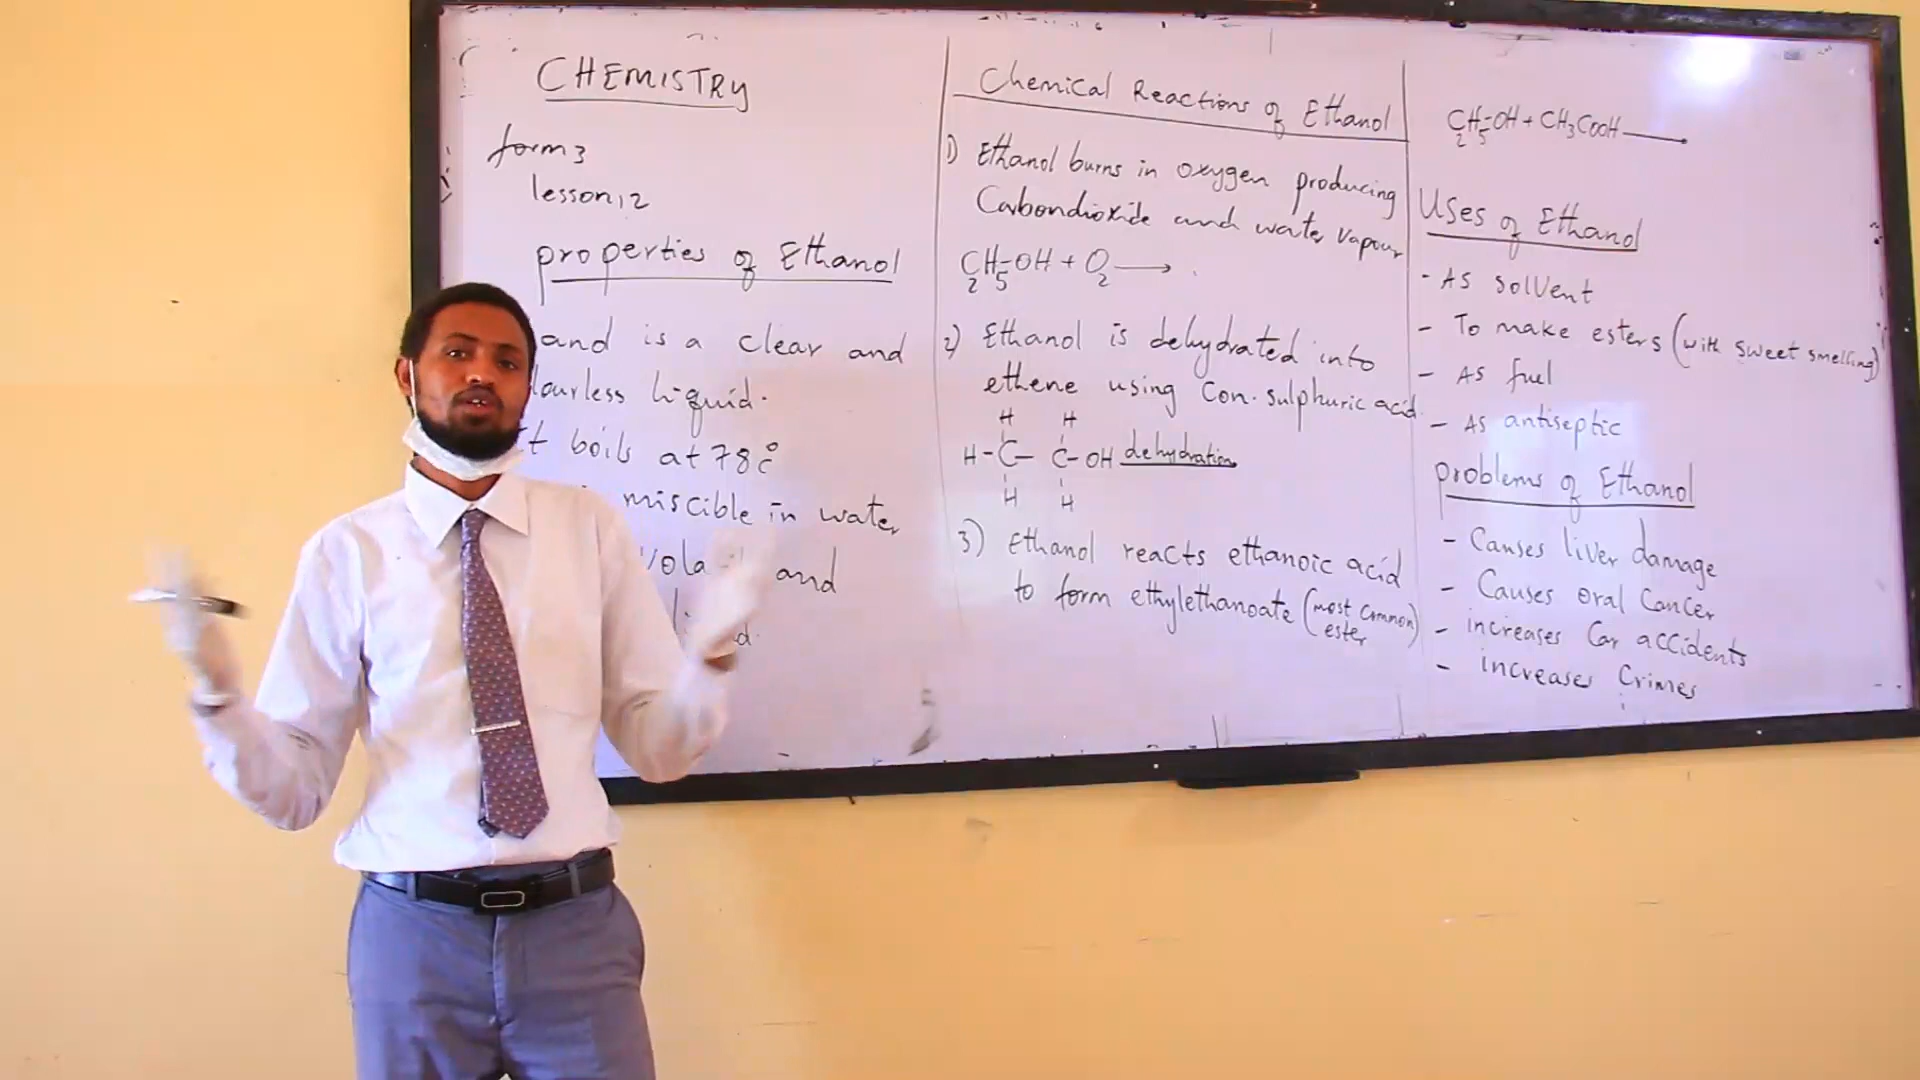 CHEMISTRY
form 3
lesson 12
properties of Ethanol
and is a clear and
lourless liquid.
t boils at 78°c
miscible in water
and
Chemical Reactions of Ethanol
1) Ethanol burns in oxygen producing
Carbondioxide and water vapour
C2H5-OH + O2 ⟶
2) Ethanol is dehydrated into
ethene using Con. sulphuric acid.
H H
H-C- C-OH dehydration
H H
3) Ethanol reacts ethanoic acid
to form ethylethanoate (most common
ester)
C2H5-OH + CH3COOH ⟶
Uses of Ethanol
- As solvent
- To make esters (with sweet smelling)
- As fuel
- As antiseptic
problems of Ethanol
- Causes liver damage
- Causes oral Cancer
- increases Car accidents
- increases Crimes